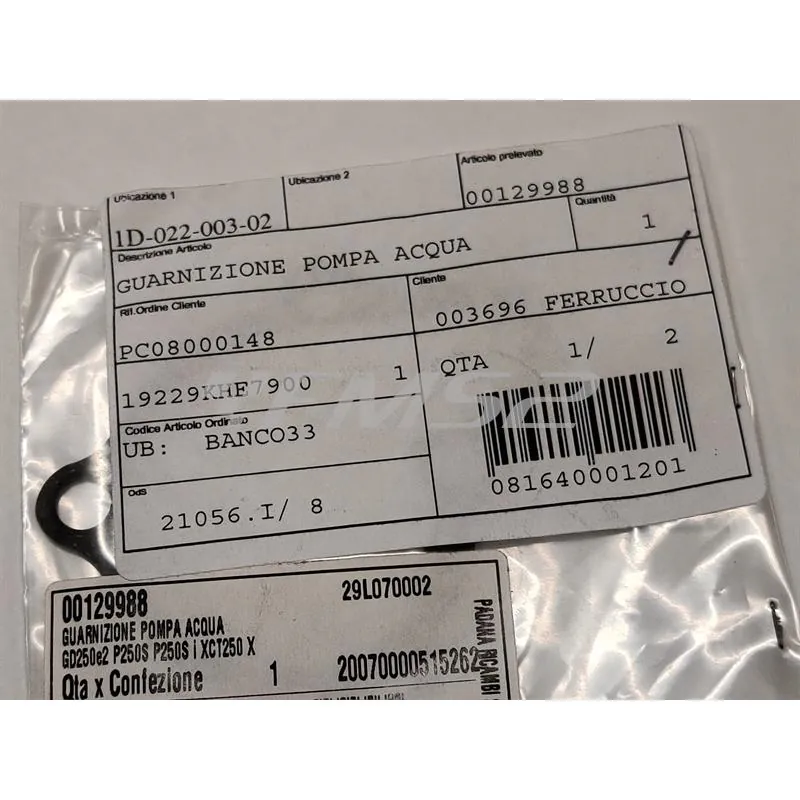 Ubicazione 1
Ubicazione 2
Articolo prelevato
1D-022-003-02
00129988
Descrizione Articolo
Quantità
GUARNIZIONE POMPA ACQUA
1
Rif.Ordine Cliente
Cliente
PC08000148
003696 FERRUCCIO
19229KHE7900 1
QTA 1/ 2
Codice Articolo Ordinato
UB: BANCO33
081640001201
OdS
21056.I/ 8
00129988
29L070002
GUARNIZIONE POMPA ACQUA
GD250e2 P250S P250S i XCT250 X
Qta x Confezione 1 20070000515262
PADANA RICAMBI